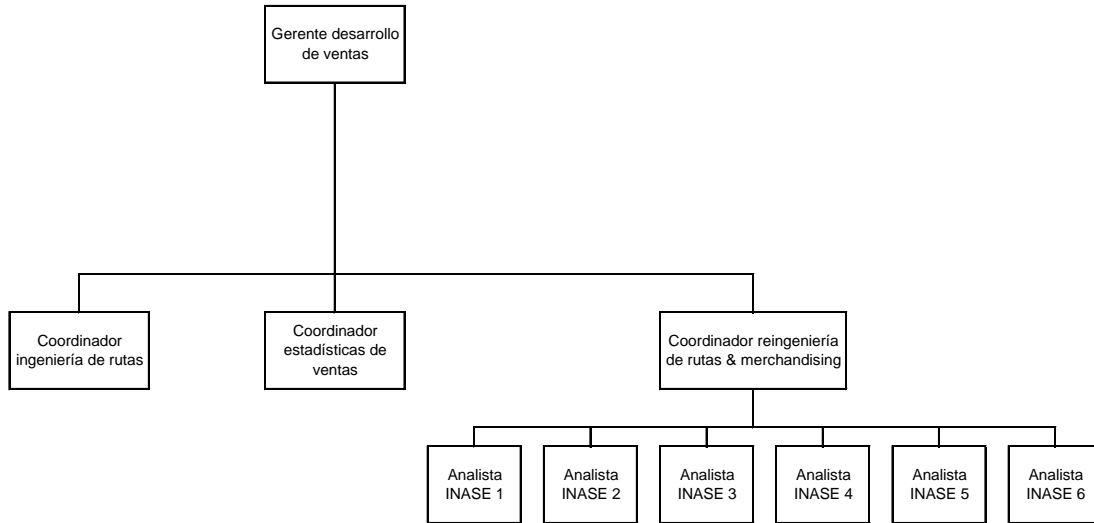 Gerente desarrollo
de ventas
Coordinador
ingeniería de rutas
Coordinador
estadísticas de
ventas
Coordinador reingeniería
de rutas & merchandising
Analista
INASE 1
Analista
INASE 2
Analista
INASE 3
Analista
INASE 4
Analista
INASE 5
Analista
INASE 6